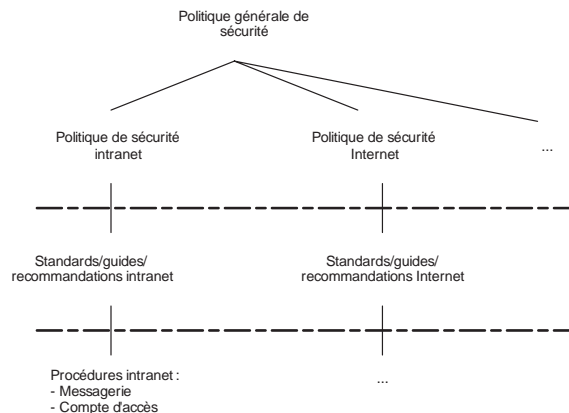 Politique générale de
sécurité
Politique de sécurité
intranet
Politique de sécurité
Internet
...
Standards/guides/
recommandations intranet
Standards/guides/
recommandations Internet
Procédures intranet :
- Messagerie
- Compte d'accès
...